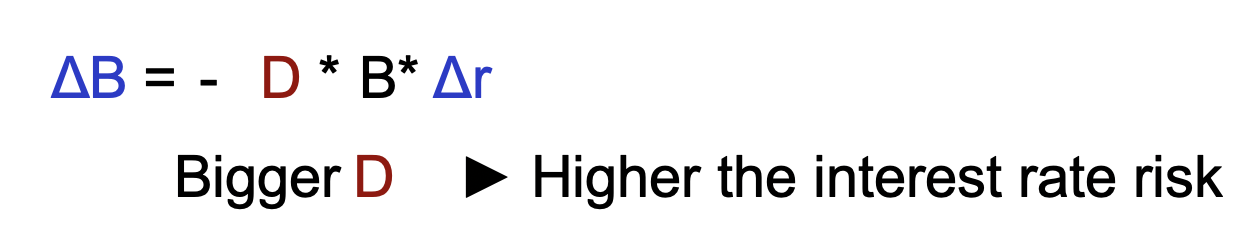 ΔB = - D * B* Δr
Bigger D ► Higher the interest rate risk